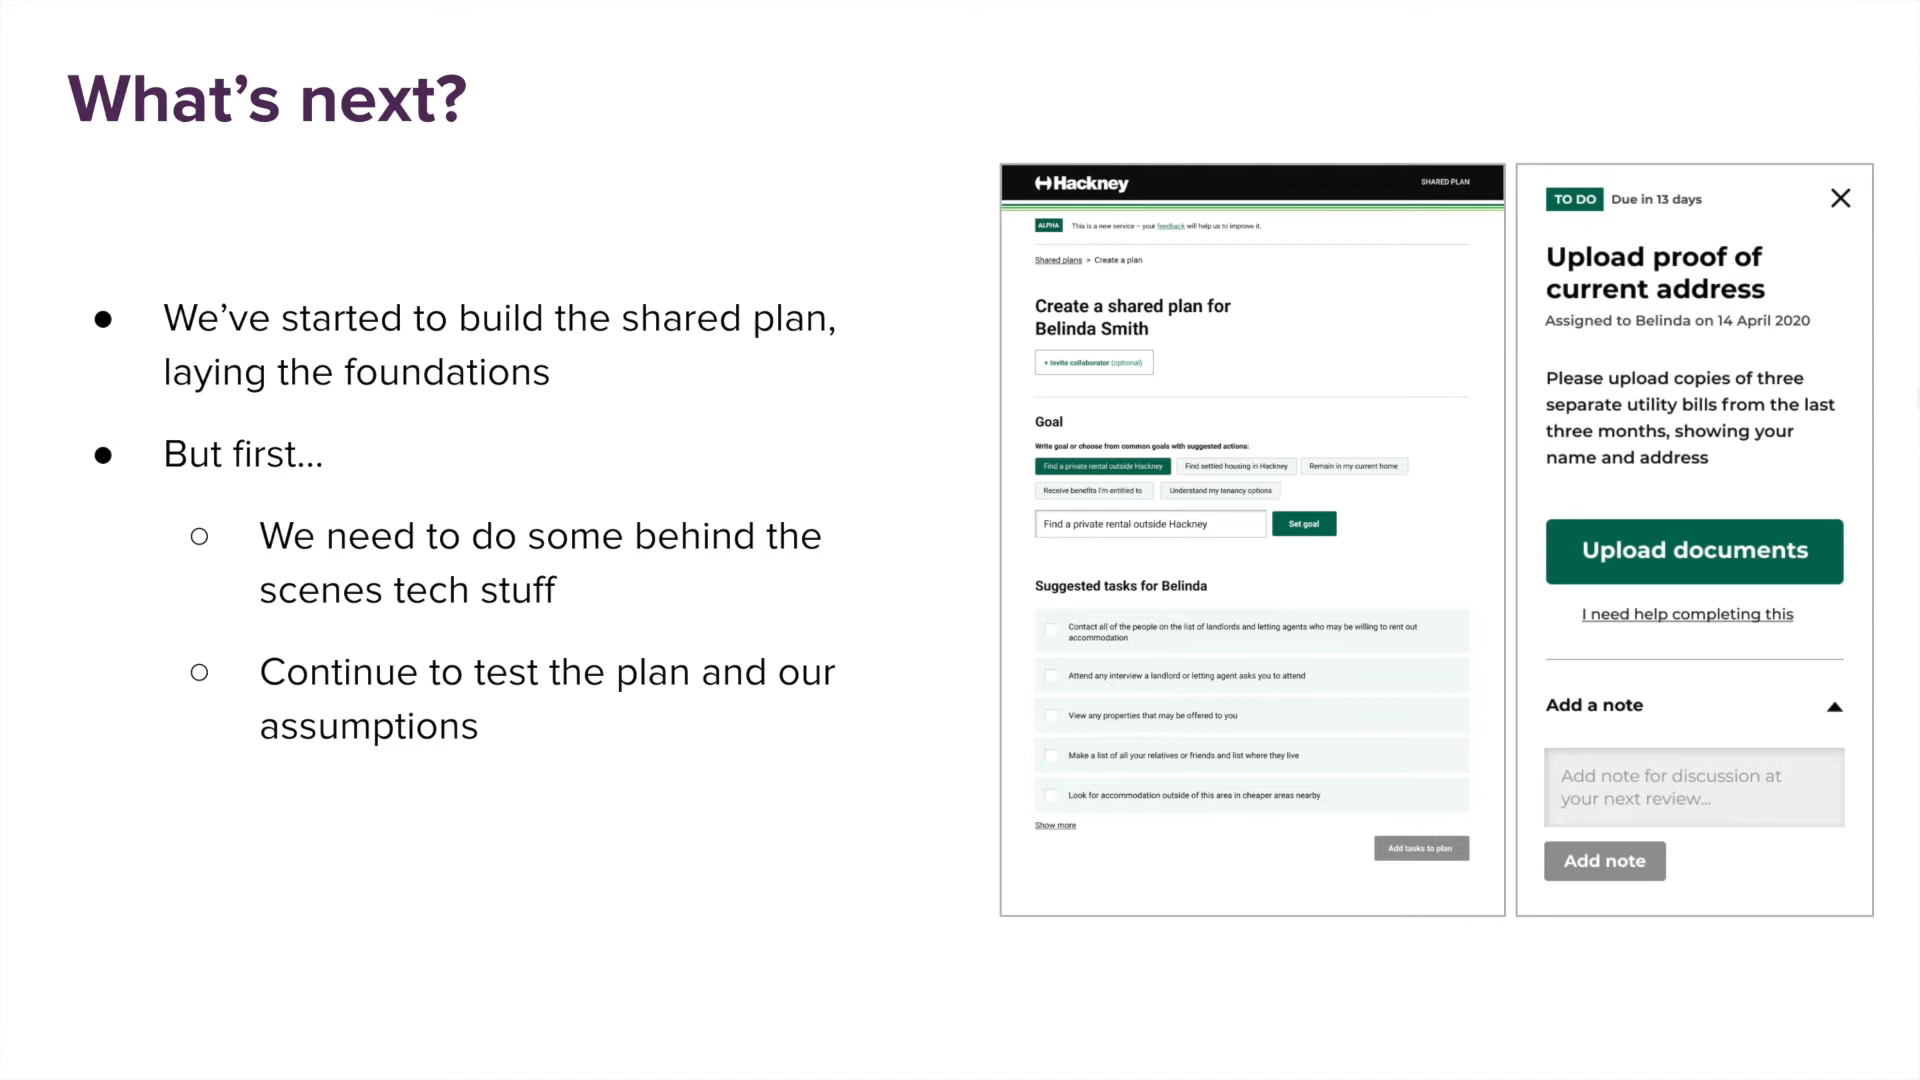 What’s next?
● We’ve started to build the shared plan,
laying the foundations
● But first...
○ We need to do some behind the
scenes tech stuff
○ Continue to test the plan and our
assumptions
Hackney
SHARED PLAN
ALPHA This is a new service – your feedback will help us to improve it.
Shared plans > Create a plan
Create a shared plan for
Belinda Smith
+ Invite collaborator (optional)
Goal
Write goal or choose from common goals with suggested actions:
Find a private rental outside Hackney Find settled housing in Hackney Remain in my current home
Receive benefits I'm entitled to Understand my tenancy options
Find a private rental outside Hackney Set goal
Suggested tasks for Belinda
Contact all of the people on the list of landlords and letting agents who may be willing to rent out
accommodation
Attend any interview a landlord or letting agent asks you to attend
View any properties that may be offered to you
Make a list of all your relatives or friends and list where they live
Look for accommodation outside of this area in cheaper areas nearby
Show more
Add tasks to plan
TO DO Due in 13 days
Upload proof of
current address
Assigned to Belinda on 14 April 2020
Please upload copies of three
separate utility bills from the last
three months, showing your
name and address
Upload documents
I need help completing this
Add a note
Add note for discussion at
your next review...
Add note